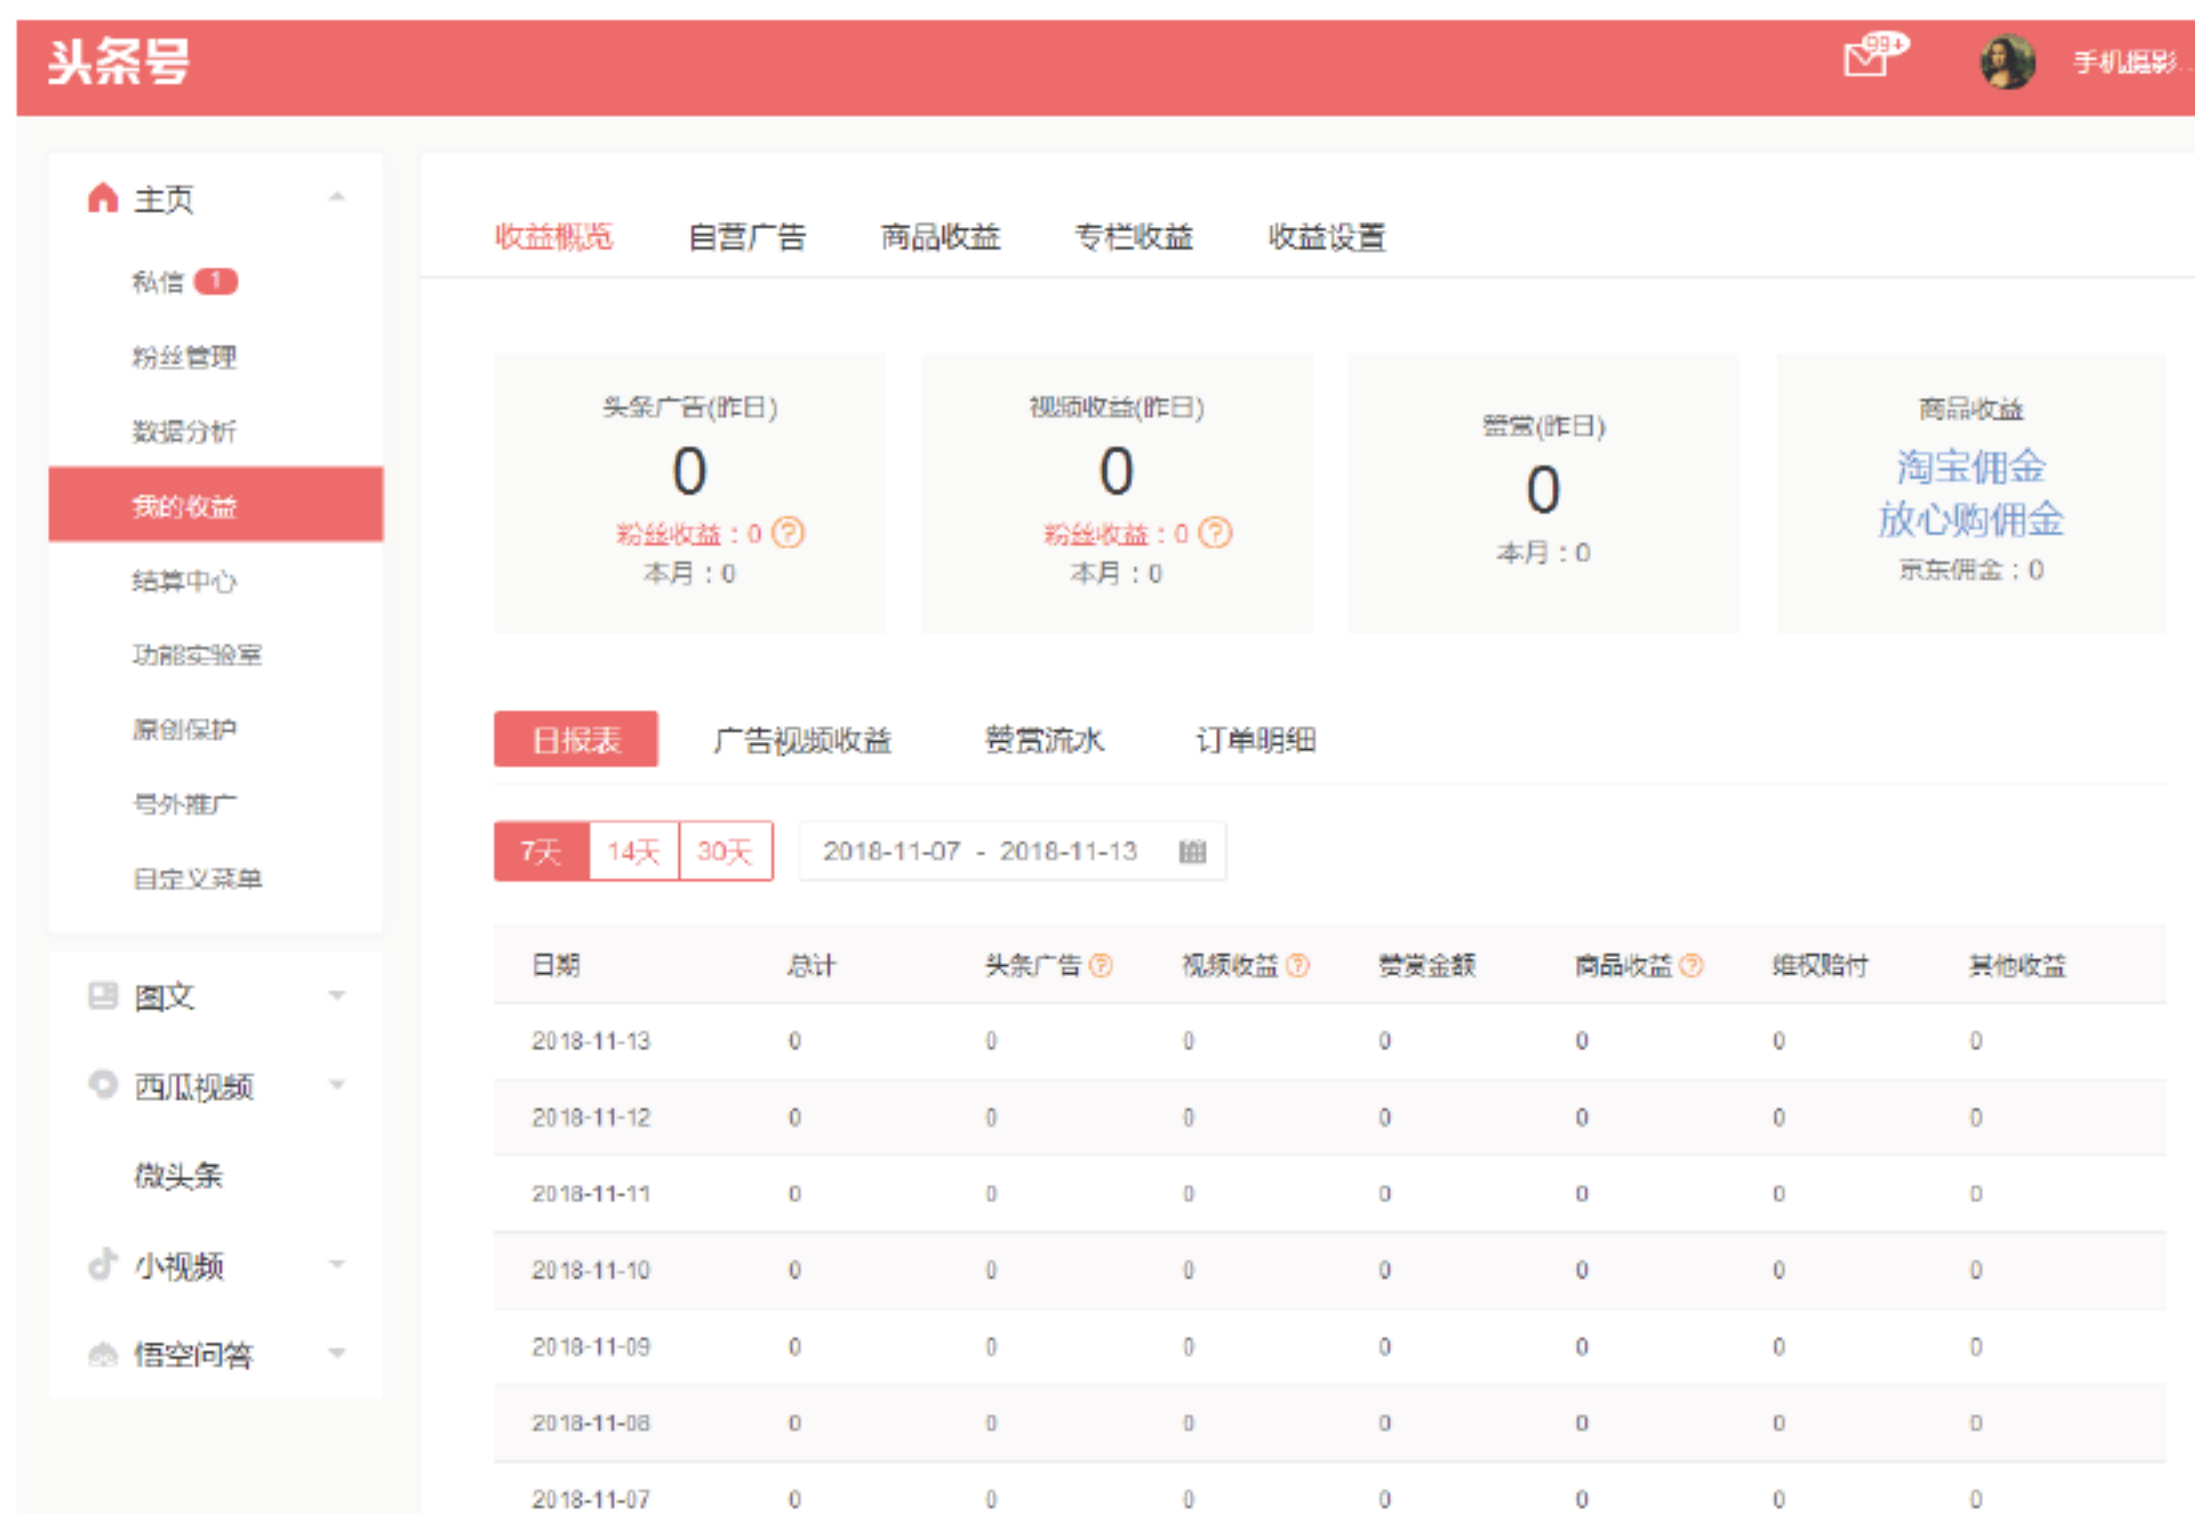 头条号
99+
手机摄影...
主页
私信 1
粉丝管理
数据分析
我的收益
结算中心
功能实验室
原创保护
号外推广
自定义菜单
图文
西瓜视频
微头条
小视频
悟空问答
收益概览 自营广告 商品收益 专栏收益 收益设置
头条广告(昨日)
0
粉丝收益：0 ?
本月：0
视频收益(昨日)
0
粉丝收益：0 ?
本月：0
赞赏(昨日)
0
本月：0
商品收益
淘宝佣金
放心购佣金
京东佣金：0
日报表 广告视频收益 赞赏流水 订单明细
7天 14天 30天 2018-11-07 - 2018-11-13
日期 总计 头条广告 ? 视频收益 ? 赞赏金额 商品收益 ? 维权赔付 其他收益
2018-11-13 0 0 0 0 0 0 0
2018-11-12 0 0 0 0 0 0 0
2018-11-11 0 0 0 0 0 0 0
2018-11-10 0 0 0 0 0 0 0
2018-11-09 0 0 0 0 0 0 0
2018-11-08 0 0 0 0 0 0 0
2018-11-07 0 0 0 0 0 0 0